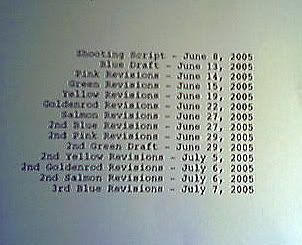 Shooting Script - June 8, 2005
Blue Draft - June 13, 2005
Pink Revisions - June 14, 2005
Green Revisions - June 15, 2005
Yellow Revisions - June 19, 2005
Goldenrod Revisions - June 22, 2005
Salmon Revisions - June 27, 2005
2nd Blue Revisions - June 27, 2005
2nd Pink Revisions - June 29, 2005
2nd Green Draft - June 29, 2005
2nd Yellow Revisions - July 5, 2005
2nd Goldenrod Revisions - July 6, 2005
2nd Salmon Revisions - July 6, 2005
3rd Blue Revisions - July 7, 2005